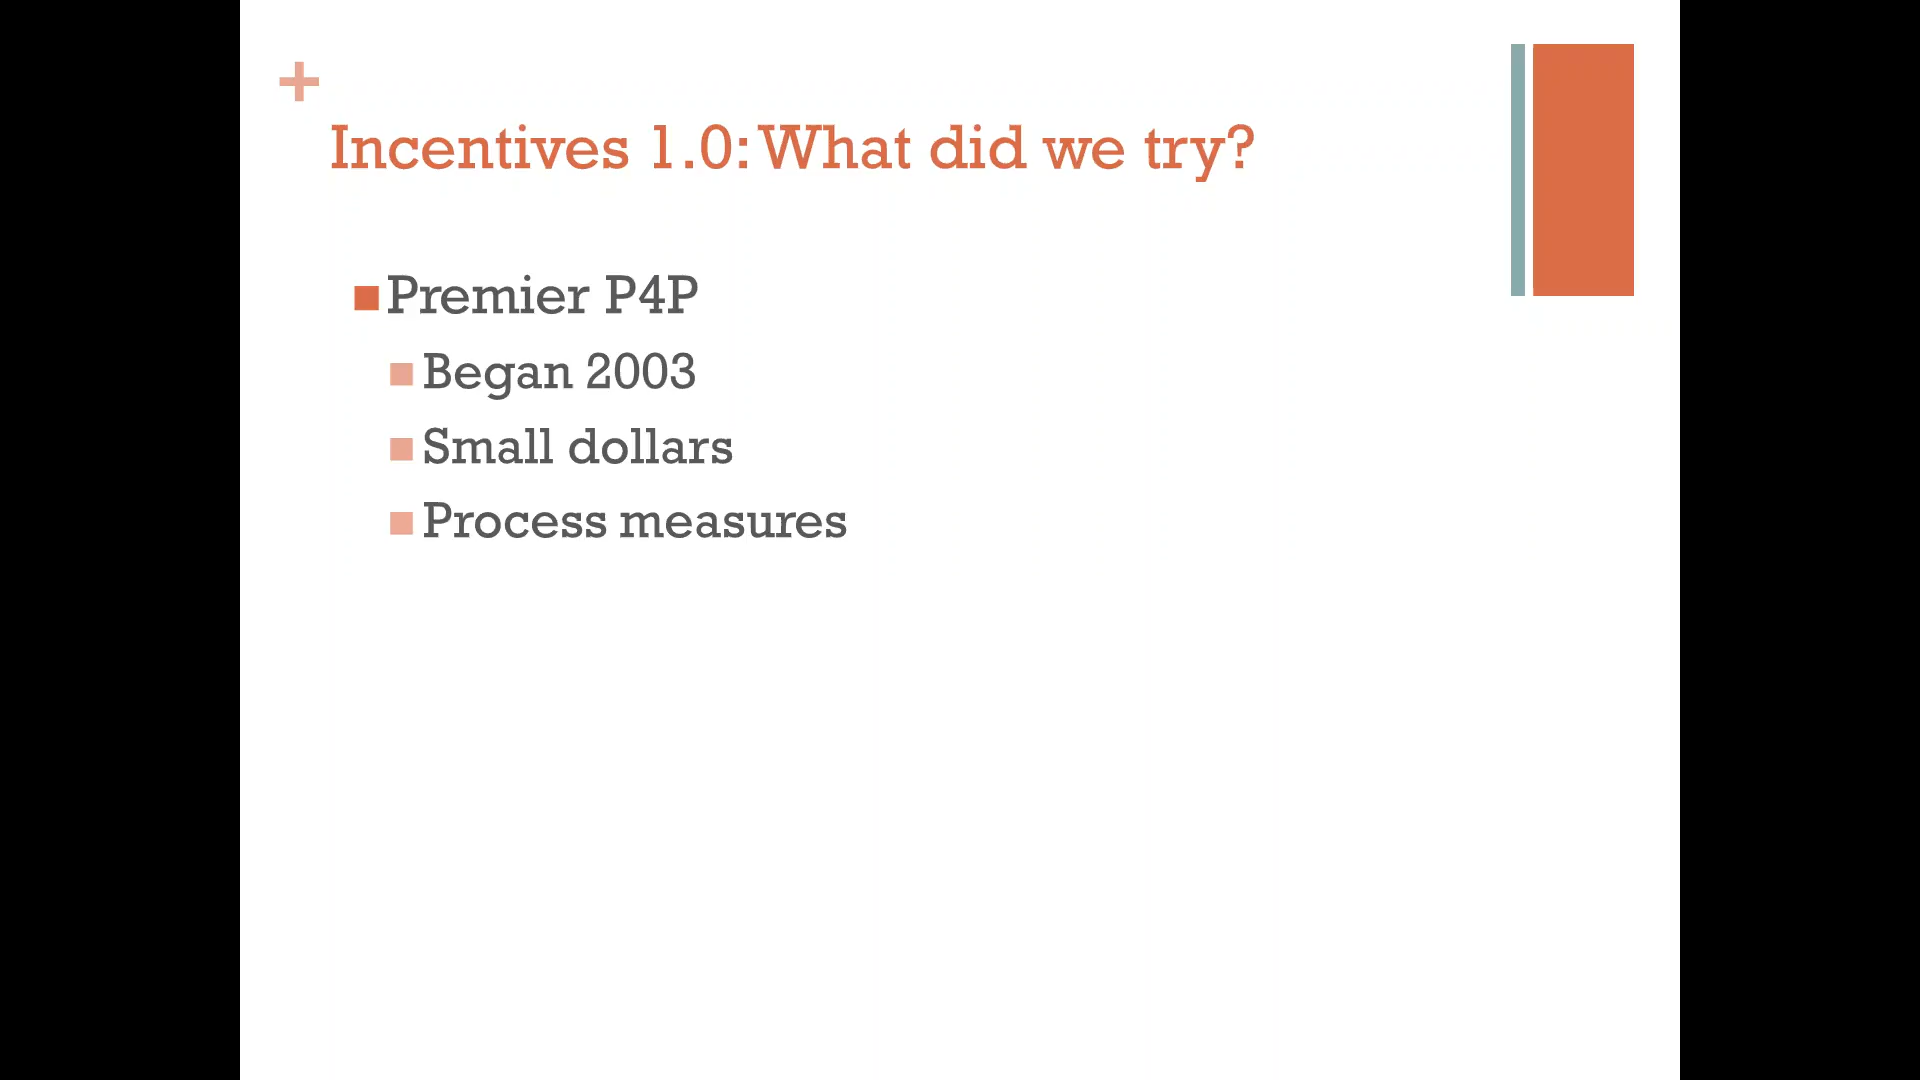 +
Incentives 1.0: What did we try?
Premier P4P
Began 2003
Small dollars
Process measures